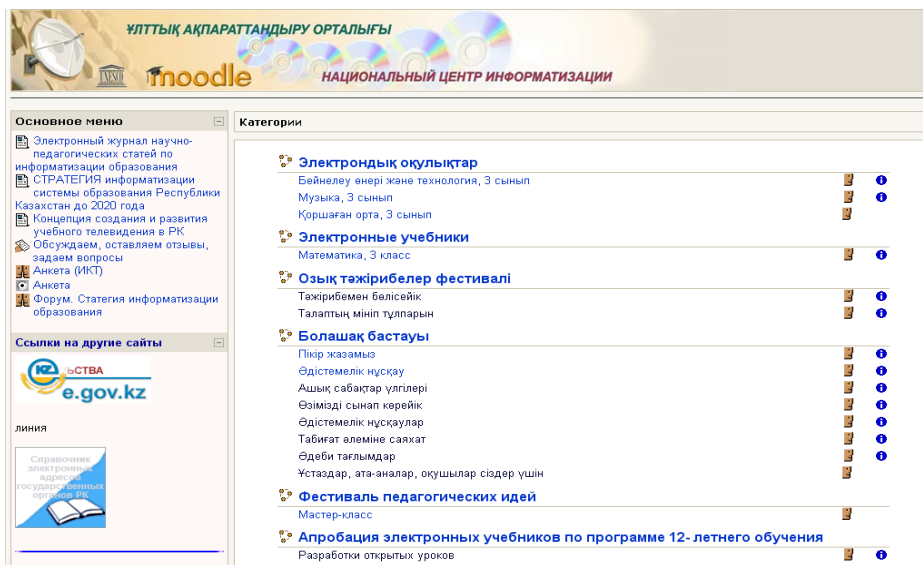 ҰЛТТЫҚ АҚПАРАТТАНДЫРУ ОРТАЛЫҒЫ
UNESCO
moodle
НАЦИОНАЛЬНЫЙ ЦЕНТР ИНФОРМАТИЗАЦИИ
Основное меню
Электронный журнал научно-
педагогических статей по
информатизации образования
СТРАТЕГИЯ информатизации
системы образования Республики
Казахстан до 2020 года
Концепция создания и развития
учебного телевидения в РК
Обсуждаем, оставляем отзывы,
задаем вопросы
Анкета (ИКТ)
Анкета
Форум. Статегия информатизации
образования
Ссылки на другие сайты
KZ ЬСТВА
e.gov.kz
линия
Справочник
электронных
адресов
государственных
органов РК
Категории
Электрондық оқулықтар
Бейнелеу өнері және технология, 3 сынып
Музыка, 3 сынып
Қоршаған орта, 3 сынып
Электронные учебники
Математика, 3 класс
Озық тәжірибелер фестивалі
Тәжірибемен бөлісейік
Талаптың мініп тұлпарын
Болашақ бастауы
Пікір жазамыз
Әдістемелік нұсқау
Ашық сабақтар үлгілері
Өзімізді сынап көрейік
Әдістемелік нұсқаулар
Табиғат әлеміне саяхат
Әдеби тағлымдар
Ұстаздар, ата-аналар, оқушылар сіздер үшін
Фестиваль педагогических идей
Мастер-класс
Апробация электронных учебников по программе 12- летнего обучения
Разработки открытых уроков